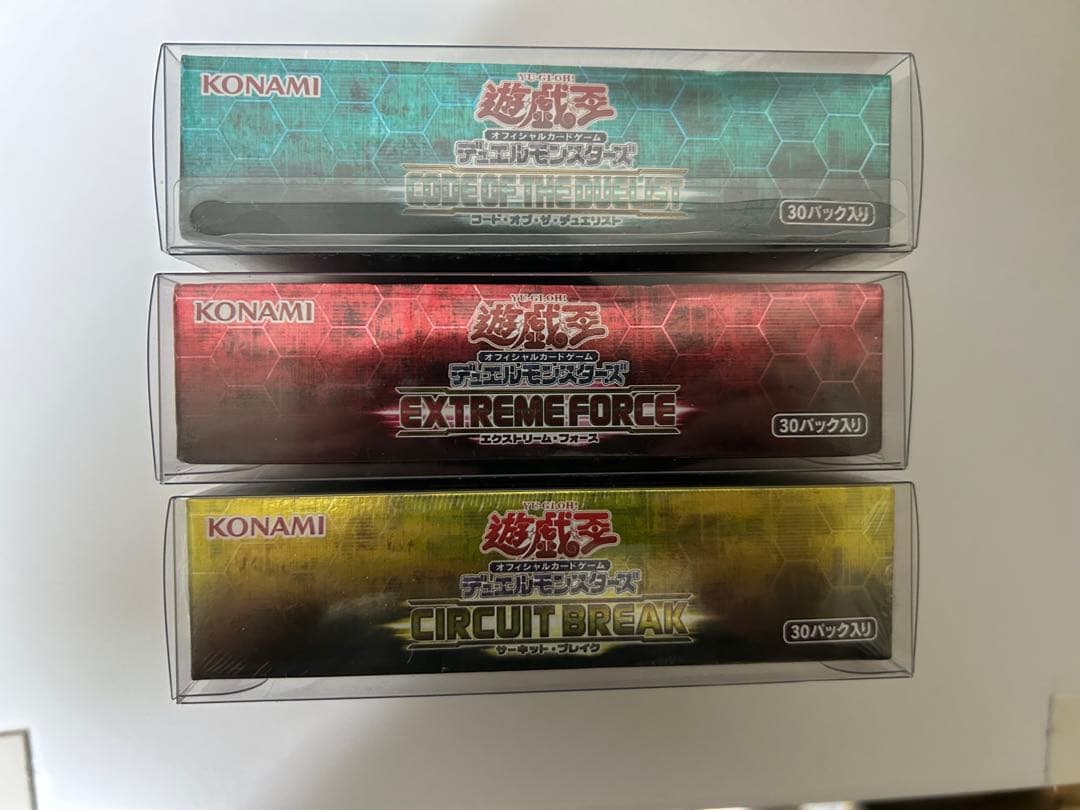 KONAMI
YU-GI-OH!
遊戯王
オフィシャルカードゲーム
デュエルモンスターズ
CODE OF THE DUELIST
コード・オブ・ザ・デュエリスト
30パック入り
KONAMI
YU-GI-OH!
遊戯王
オフィシャルカードゲーム
デュエルモンスターズ
EXTREME FORCE
エクストリーム・フォース
30パック入り
KONAMI
YU-GI-OH!
遊戯王
オフィシャルカードゲーム
デュエルモンスターズ
CIRCUIT BREAK
サーキット・ブレイク
30パック入り